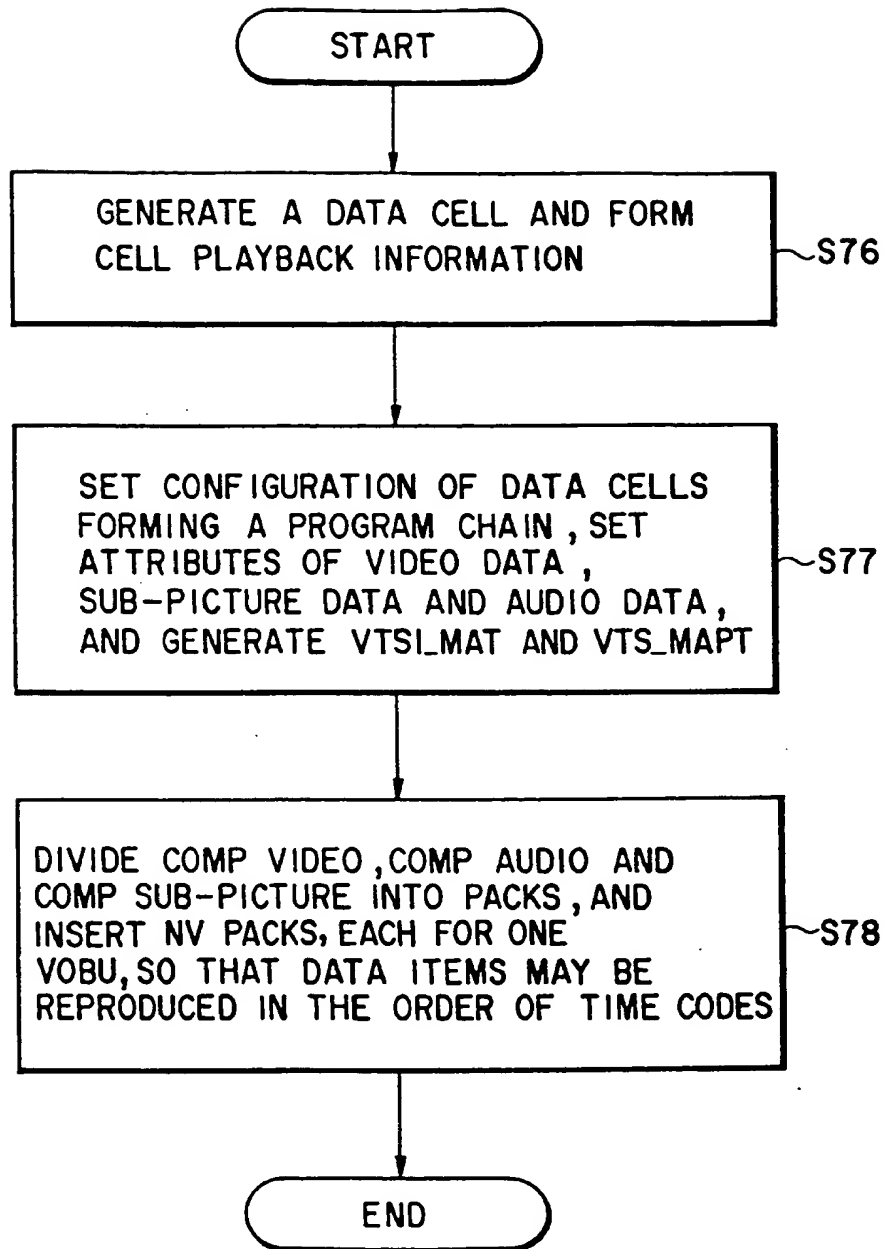 START
GENERATE A DATA CELL AND FORM
CELL PLAYBACK INFORMATION
S76
SET CONFIGURATION OF DATA CELLS
FORMING A PROGRAM CHAIN, SET
ATTRIBUTES OF VIDEO DATA,
SUB-PICTURE DATA AND AUDIO DATA,
AND GENERATE VTSI_MAT AND VTS_MAPT
S77
DIVIDE COMP VIDEO, COMP AUDIO AND
COMP SUB-PICTURE INTO PACKS, AND
INSERT NV PACKS, EACH FOR ONE
VOBU, SO THAT DATA ITEMS MAY BE
REPRODUCED IN THE ORDER OF TIME CODES
S78
END